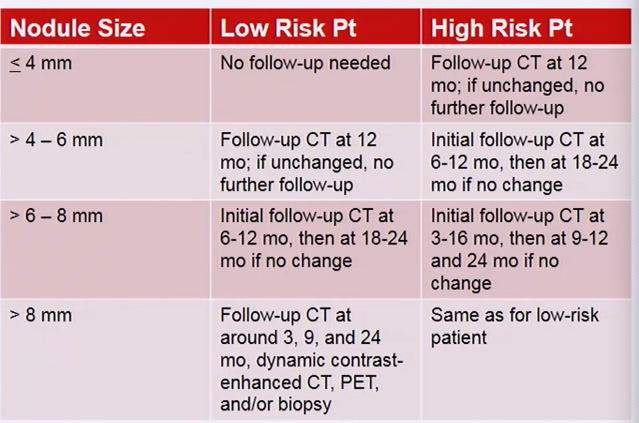 Nodule Size
Low Risk Pt
High Risk Pt
≤ 4 mm
No follow-up needed
Follow-up CT at 12
mo; if unchanged, no
further follow-up
> 4 – 6 mm
Follow-up CT at 12
mo; if unchanged, no
further follow-up
Initial follow-up CT at
6-12 mo, then at 18-24
mo if no change
> 6 – 8 mm
Initial follow-up CT at
6-12 mo, then at 18-24
mo if no change
Initial follow-up CT at
3-16 mo, then at 9-12
and 24 mo if no
change
> 8 mm
Follow-up CT at
around 3, 9, and 24
mo, dynamic contrast-
enhanced CT, PET,
and/or biopsy
Same as for low-risk
patient